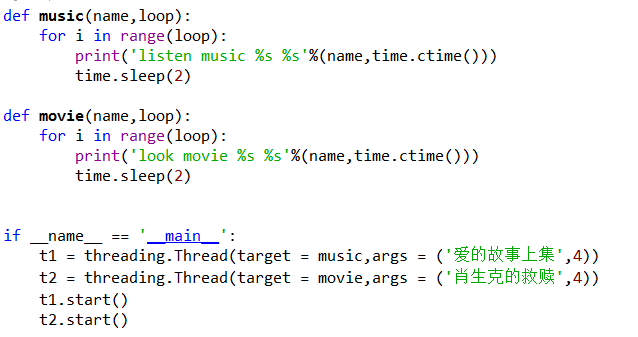 def music(name,loop):
    for i in range(loop):
        print('listen music %s %s'%(name,time.ctime()))
        time.sleep(2)

def movie(name,loop):
    for i in range(loop):
        print('look movie %s %s'%(name,time.ctime()))
        time.sleep(2)


if __name__ == '__main__':
    t1 = threading.Thread(target = music,args = ('爱的故事上集',4))
    t2 = threading.Thread(target = movie,args = ('肖生克的救赎',4))
    t1.start()
    t2.start()